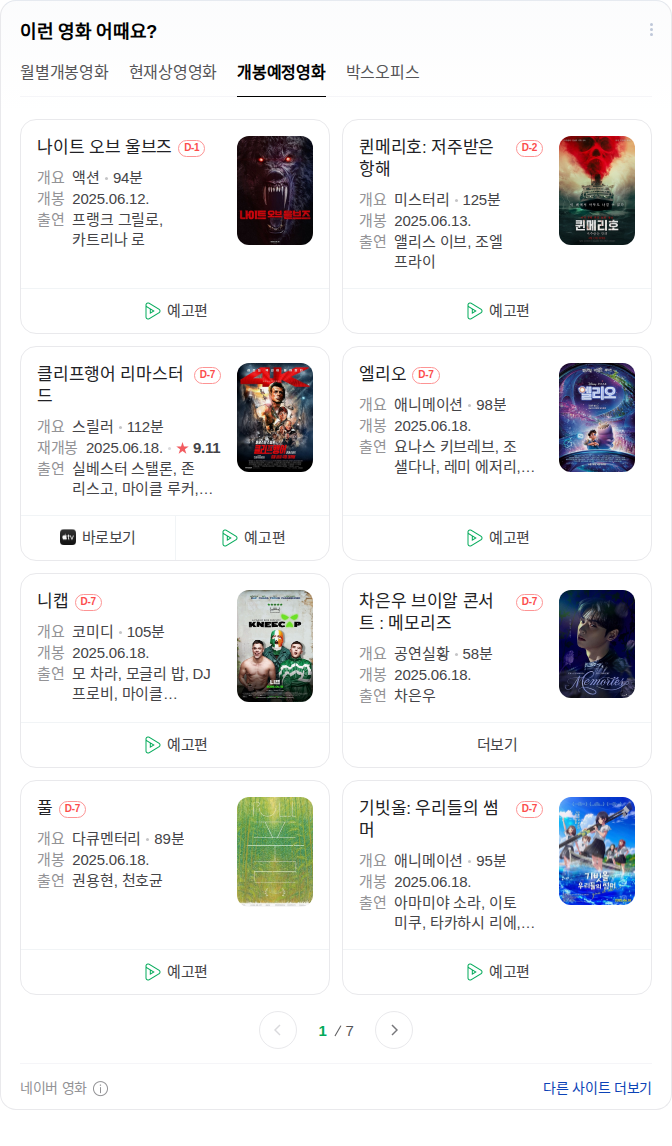 이런 영화 어때요?
월별개봉영화 현재상영영화 개봉예정영화 박스오피스
나이트 오브 울브즈 D-1
개요 액션 · 94분
개봉 2025.06.12.
출연 프랭크 그릴로,
카트리나 로
나이트 오브 울브즈
예고편
퀸메리호: 저주받은 D-2
항해
개요 미스터리 · 125분
개봉 2025.06.13.
출연 앨리스 이브, 조엘
프라이
퀸메리호
예고편
클리프행어 리마스터 D-7
드
개요 스릴러 · 112분
재개봉 2025.06.18. · ★ 9.11
출연 실베스터 스탤론, 존
리스고, 마이클 루커,...
4K
클리프행어
tv 바로보기
예고편
엘리오 D-7
개요 애니메이션 · 98분
개봉 2025.06.18.
출연 요나스 키브레브, 조
샐다나, 레미 에저리,...
엘리오
예고편
니캡 D-7
개요 코미디 · 105분
개봉 2025.06.18.
출연 모 차라, 모글리 밥, DJ
프로비, 마이클...
KNEECAP
예고편
차은우 브이알 콘서 D-7
트 : 메모리즈
개요 공연실황 · 58분
개봉 2025.06.18.
출연 차은우
Memories
더보기
풀 D-7
개요 다큐멘터리 · 89분
개봉 2025.06.18.
출연 권용현, 천호균
예고편
기빗올: 우리들의 썸 D-7
머
개요 애니메이션 · 95분
개봉 2025.06.18.
출연 아마미야 소라, 이토
미쿠, 타카하시 리에,...
기빗올
우리들의 썸머
예고편
1 / 7
네이버 영화
다른 사이트 더보기